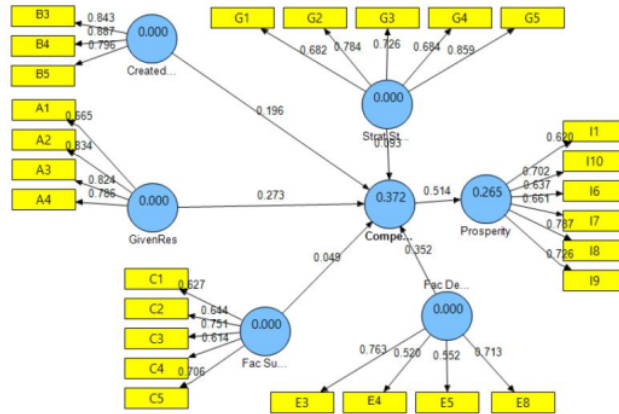 B3
0.843
B4
0.887
B5
0.796
0.000
Created...
G1
G2
G3
G4
G5
0.682
0.784
0.726
0.684
0.859
0.000
Strat St...
0.093
0.196
A1
0.665
A2
0.834
A3
0.824
A4
0.786
0.000
GivenRes
0.273
0.372
Compe...
0.514
0.265
Prosperity
I1
0.620
I10
0.702
I6
0.637
I7
0.661
I8
0.787
I9
0.726
0.049
0.352
C1
0.627
C2
0.644
C3
0.751
C4
0.614
C5
0.706
0.000
Fac Su...
Fac De...
0.000
0.763
0.520
0.552
0.713
E3
E4
E5
E8